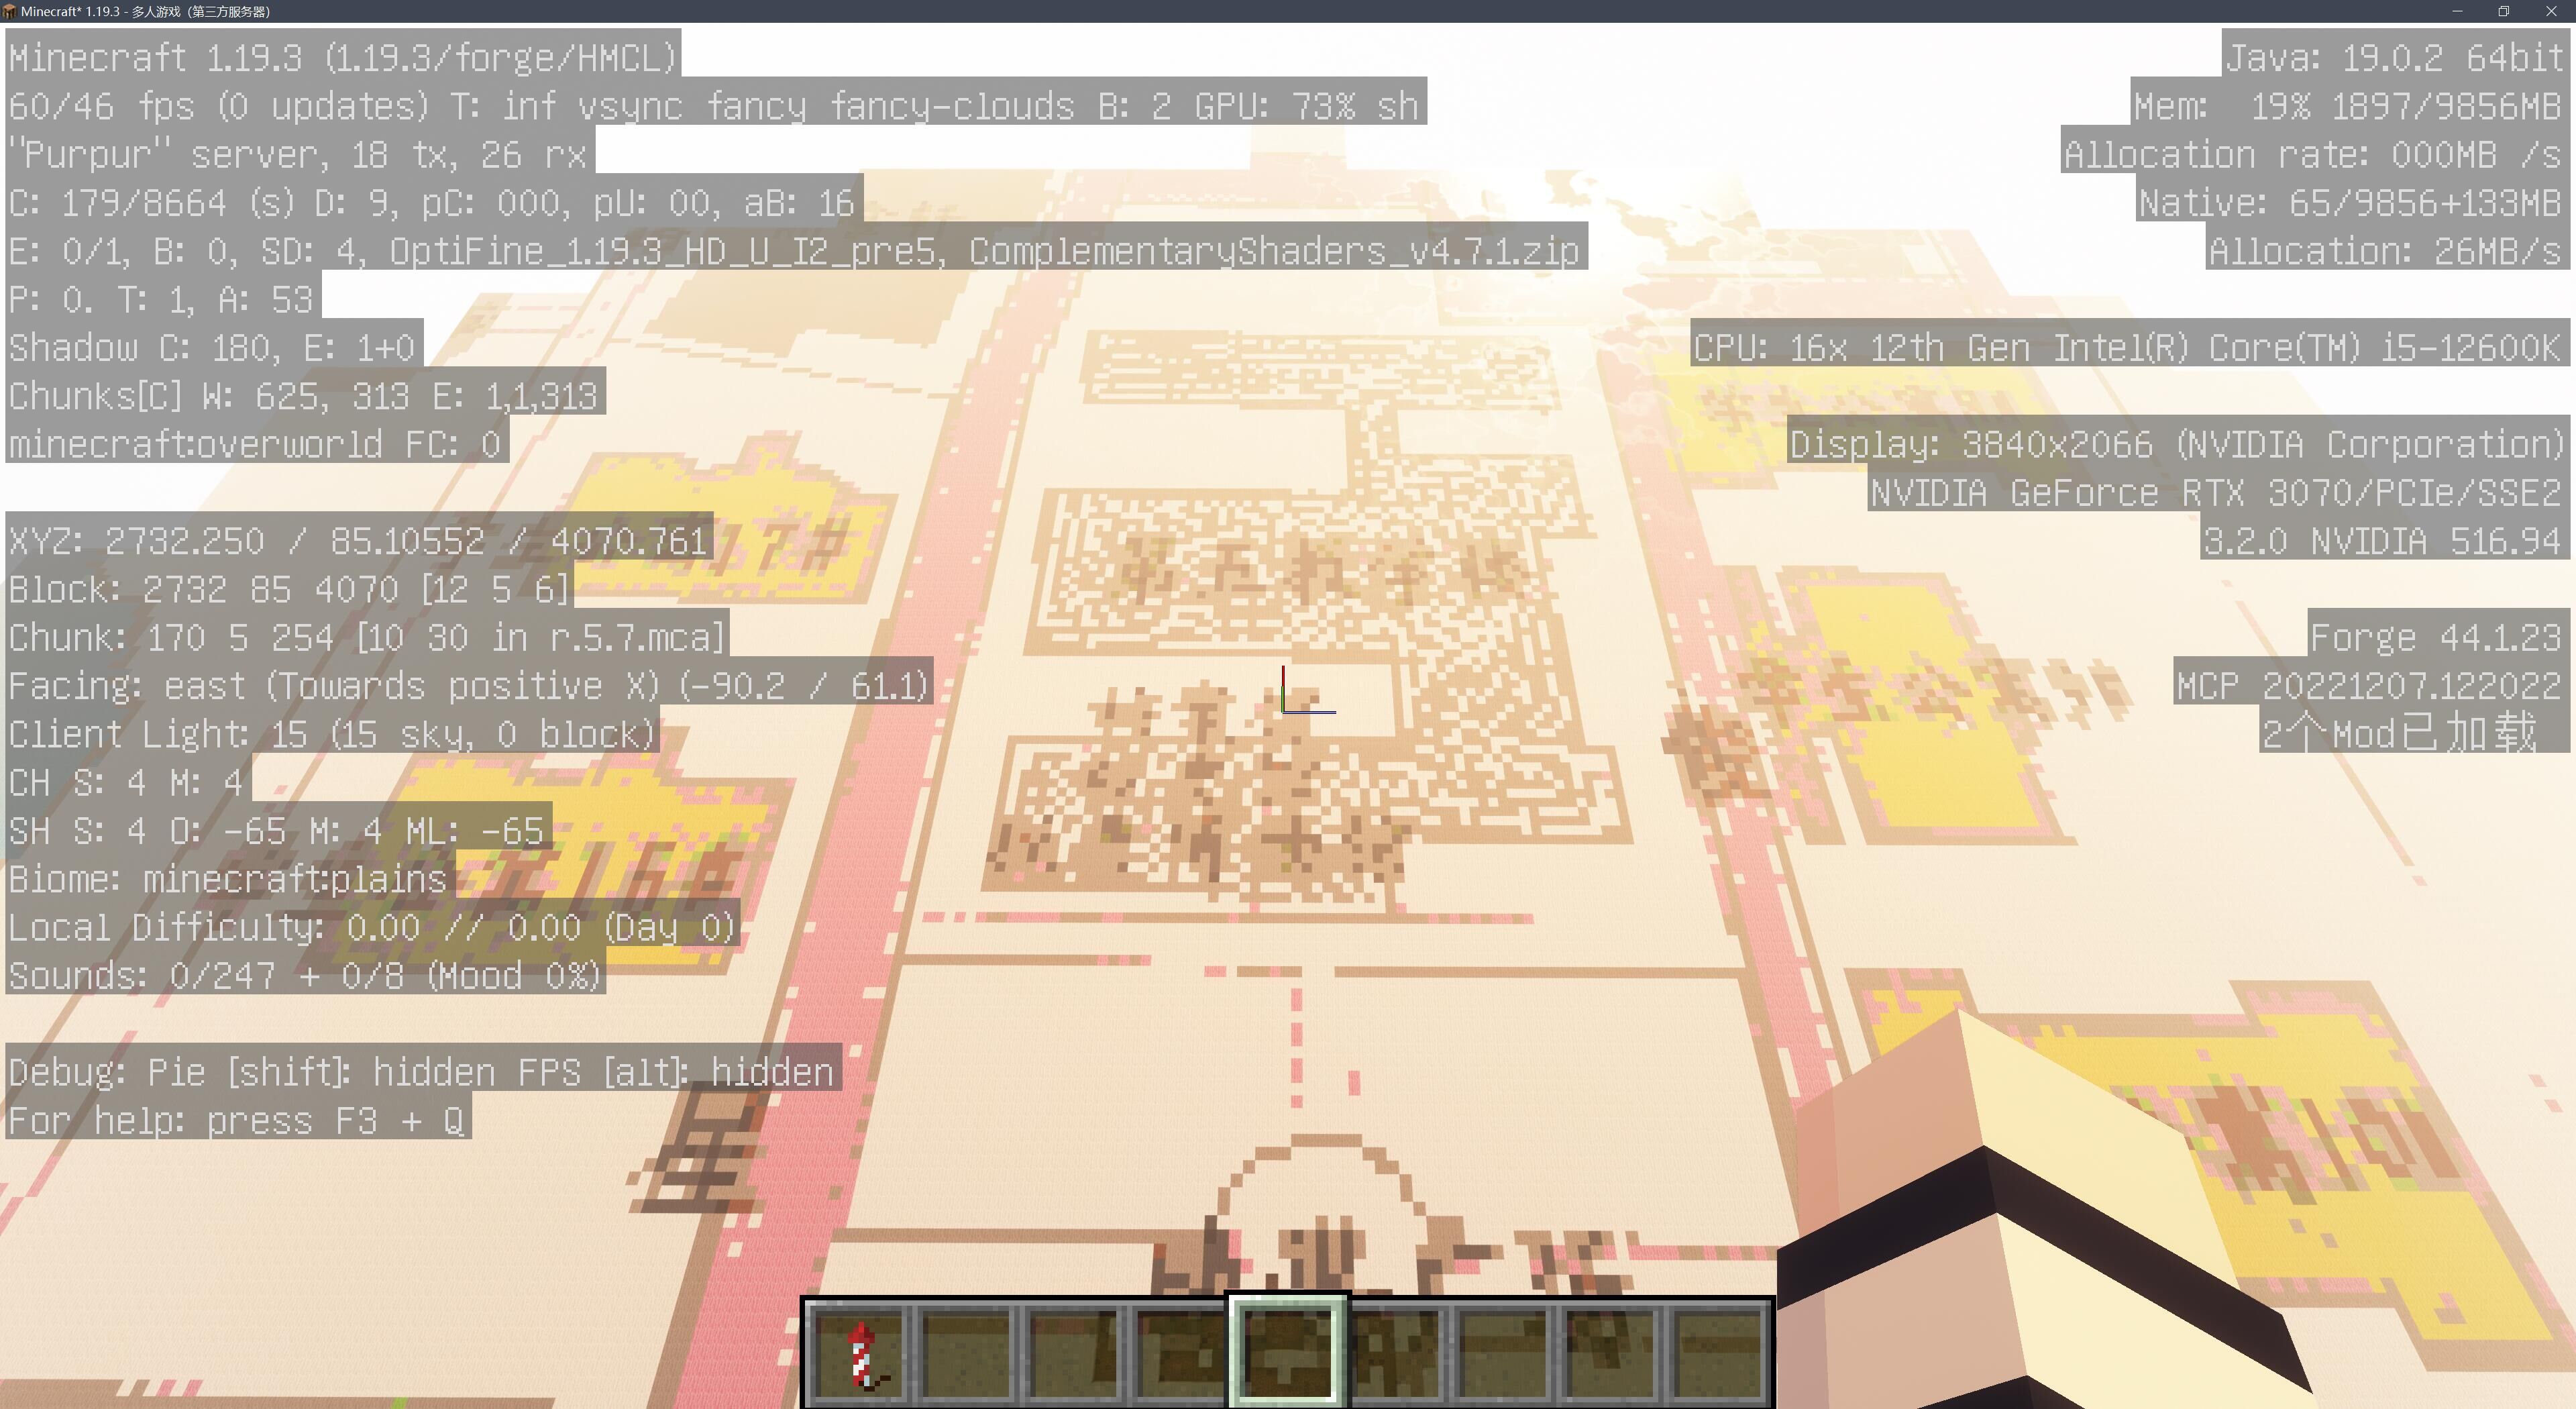 Minecraft* 1.19.3 - 多人游戏（第三方服务器）
Minecraft 1.19.3 (1.19.3/forge/HMCL)
60/46 fps (0 updates) T: inf vsync fancy fancy-clouds B: 2 GPU: 73% sh
"Purpur" server, 18 tx, 26 rx
C: 179/8664 (s) D: 9, pC: 000, pU: 00, aB: 16
E: 0/1, B: 0, SD: 4, OptiFine_1.19.3_HD_U_I2_pre5, ComplementaryShaders_v4.7.1.zip
P: 0. T: 1, A: 53
Shadow C: 180, E: 1+0
Chunks[C] W: 625, 313 E: 1,1,313
minecraft:overworld FC: 0
XYZ: 2732.250 / 85.10552 / 4070.761
Block: 2732 85 4070 [12 5 6]
Chunk: 170 5 254 [10 30 in r.5.7.mca]
Facing: east (Towards positive X) (-90.2 / 61.1)
Client Light: 15 (15 sky, 0 block)
CH S: 4 M: 4
SH S: 4 O: -65 M: 4 ML: -65
Biome: minecraft:plains
Local Difficulty: 0.00 // 0.00 (Day 0)
Sounds: 0/247 + 0/8 (Mood 0%)
Debug: Pie [shift]: hidden FPS [alt]: hidden
For help: press F3 + Q
Java: 19.0.2 64bit
Mem: 19% 1897/9856MB
Allocation rate: 000MB /s
Native: 65/9856+133MB
Allocation: 26MB/s
CPU: 16x 12th Gen Intel(R) Core(TM) i5-12600K
Display: 3840x2066 (NVIDIA Corporation)
NVIDIA GeForce RTX 3070/PCIe/SSE2
3.2.0 NVIDIA 516.94
Forge 44.1.23
MCP 20221207.122022
2个Mod已加载
17#
16#